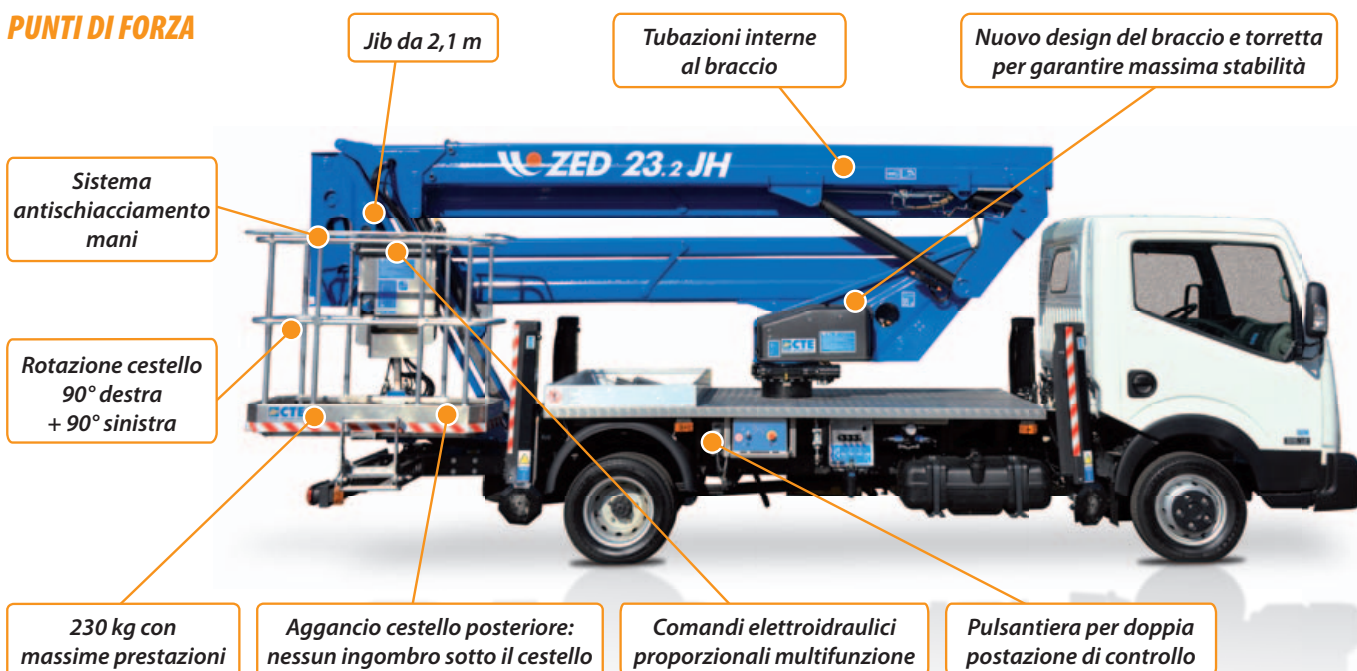 PUNTI DI FORZA
Jib da 2,1 m
Tubazioni interne
al braccio
Nuovo design del braccio e torretta
per garantire massima stabilità
ZED 23.2 JH
Sistema
antischiacciamento
mani
Rotazione cestello
90° destra
+ 90° sinistra
CTE
CTE
230 kg con
massime prestazioni
Aggancio cestello posteriore:
nessun ingombro sotto il cestello
Comandi elettroidraulici
proporzionali multifunzione
Pulsantiera per doppia
postazione di controllo